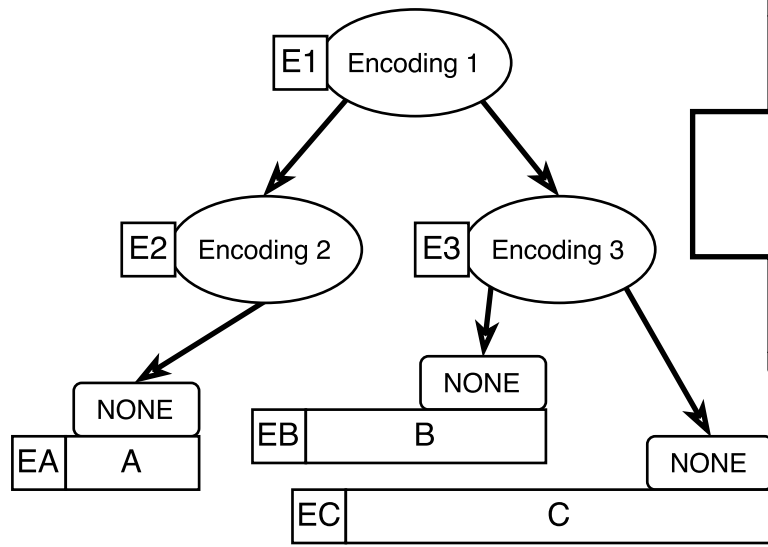 E1 Encoding 1
E2 Encoding 2
E3 Encoding 3
NONE
NONE
EB B
NONE
EA A
EC C